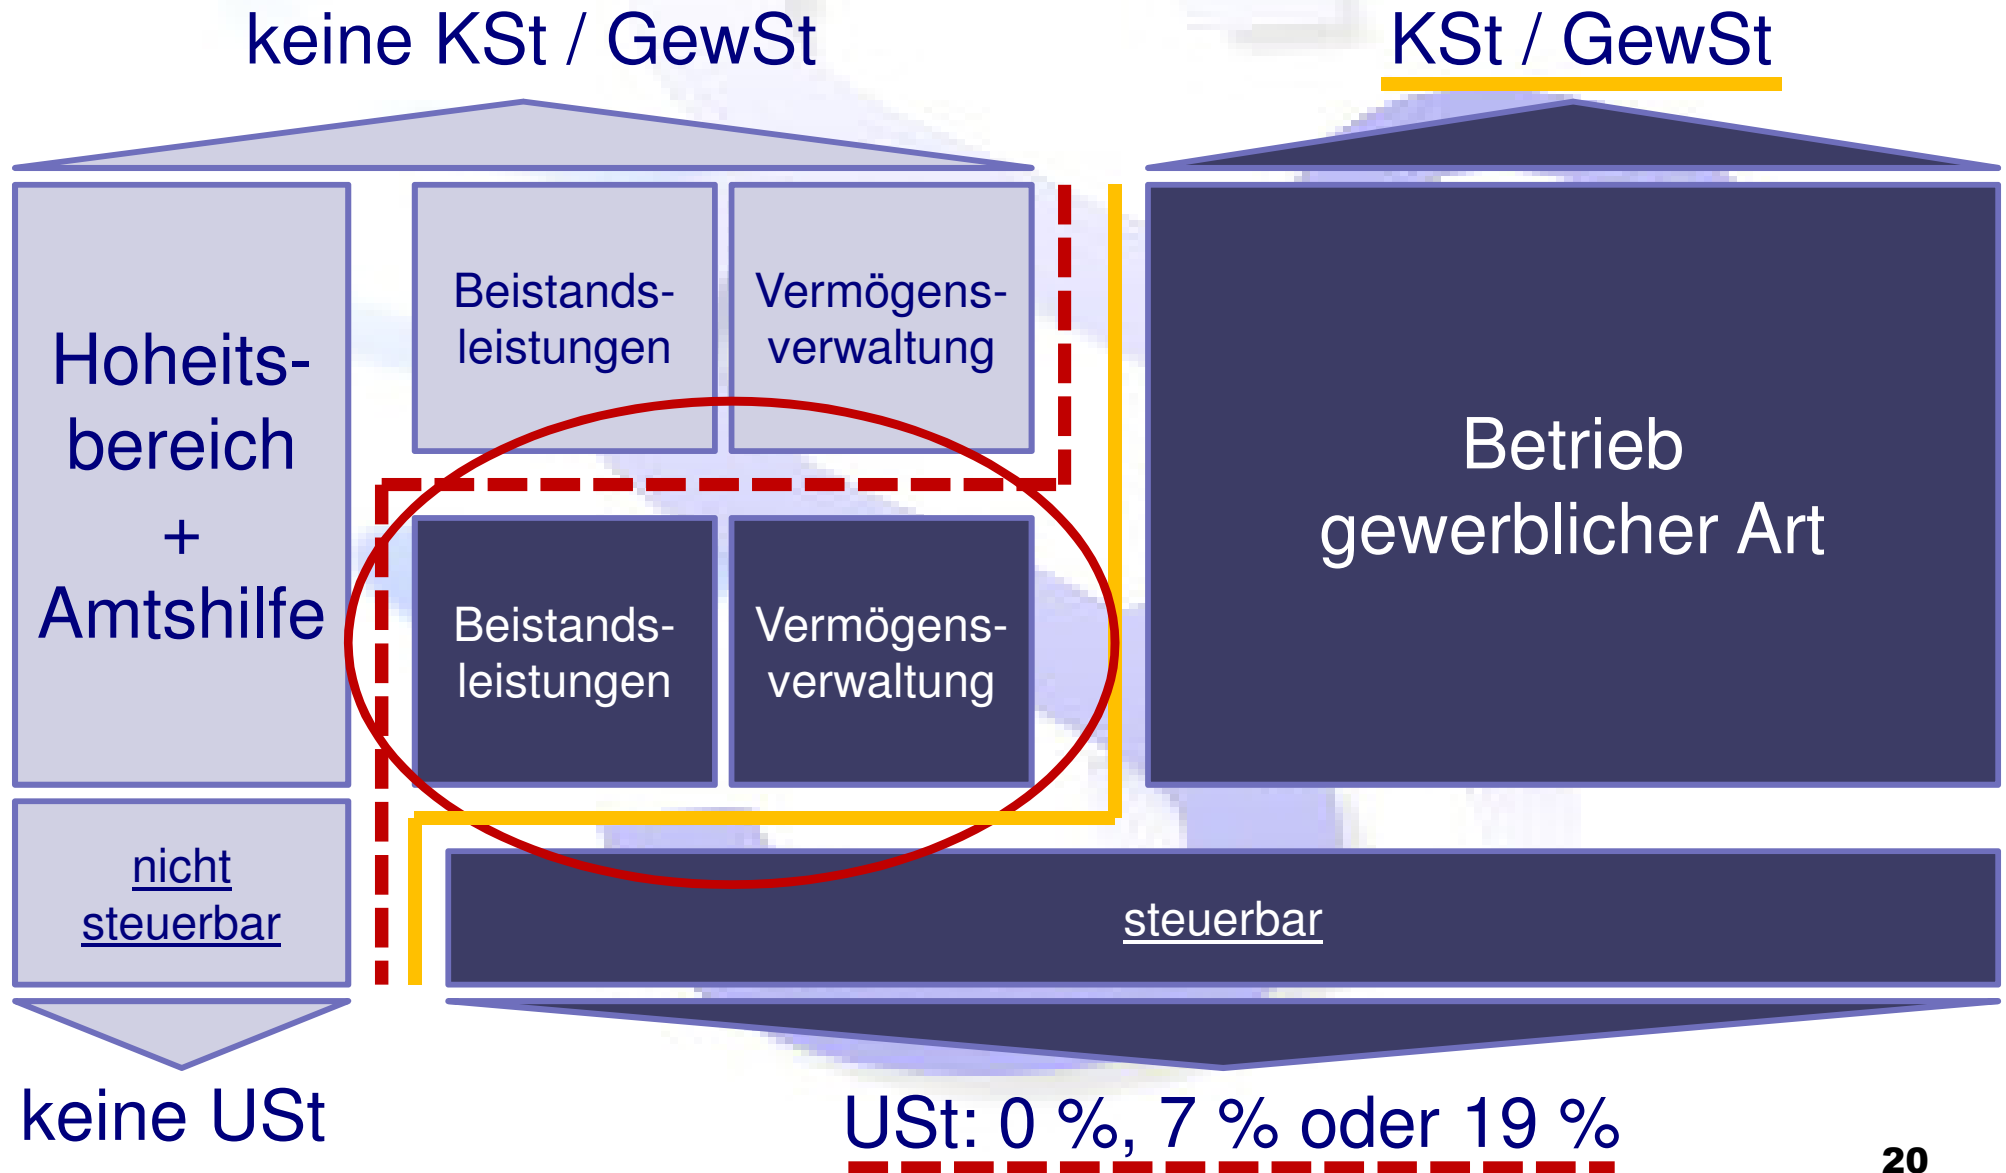 keine KSt / GewSt
KSt / GewSt
Hoheits-
bereich
+
Amtshilfe
Beistands-
leistungen
Vermögens-
verwaltung
Beistands-
leistungen
Vermögens-
verwaltung
Betrieb
gewerblicher Art
nicht
steuerbar
steuerbar
keine USt
USt: 0 %, 7 % oder 19 %
20